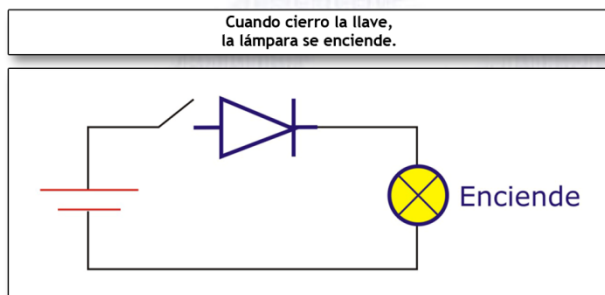 Cuando cierro la llave,
la lámpara se enciende.
Enciende